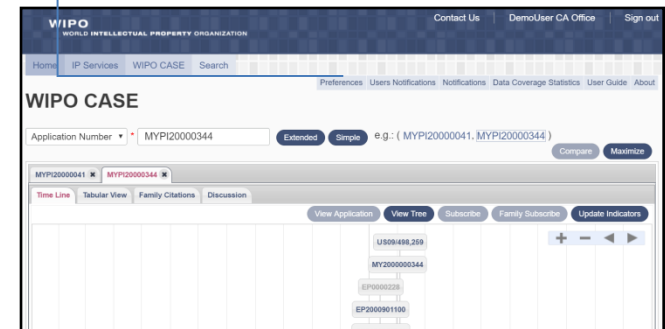 WIPO
WORLD INTELLECTUAL PROPERTY ORGANIZATION
Contact Us DemoUser CA Office Sign out
Home IP Services WIPO CASE Search
Preferences Users Notifications Notifications Data Coverage Statistics User Guide About
WIPO CASE
Application Number * MYPI20000344 Extended Simple e.g.: ( MYPI20000041, MYPI20000344 )
Compare Maximize
MYPI20000041 MYPI20000344
Time Line Tabular View Family Citations Discussion
View Application View Tree Subscribe Family Subscribe Update Indicators
US09/498,259
MY2000000344
EP0000228
EP2000901100